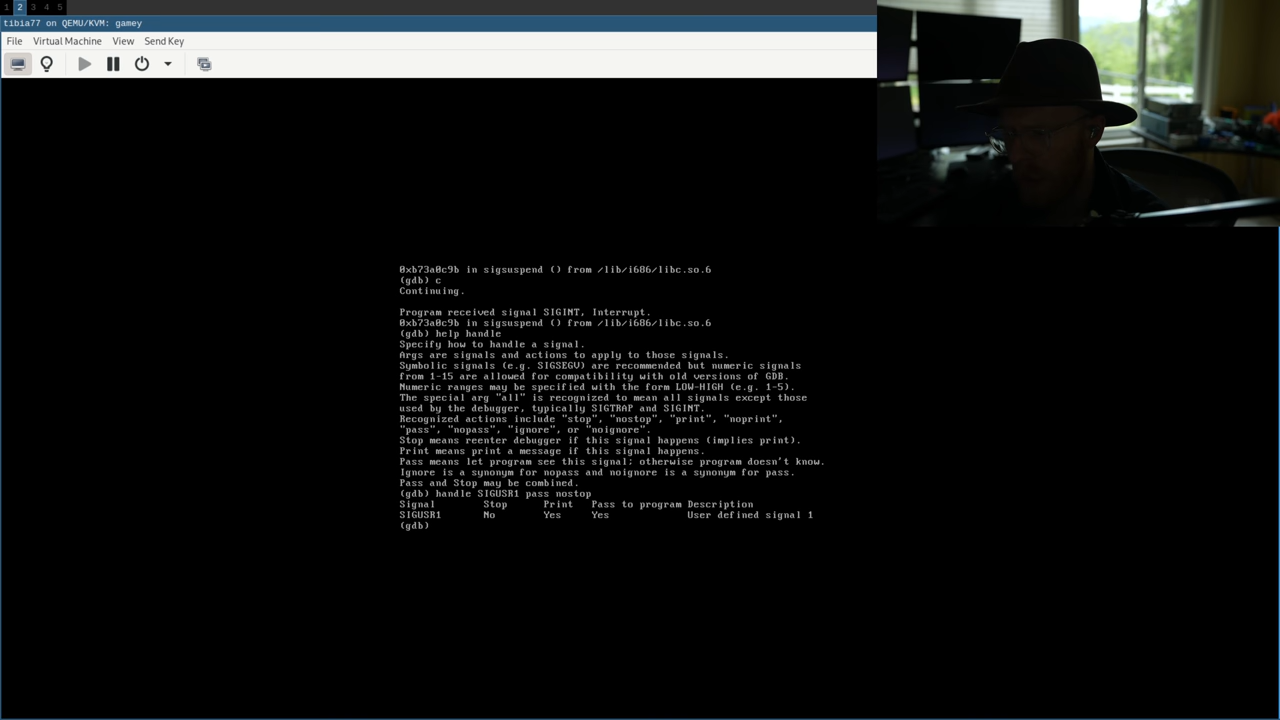 1 2 3 4 5
tibia77 on QEMU/KVM: gamey
File Virtual Machine View Send Key
0xb73a0c9b in sigsuspend () from /lib/i686/libc.so.6
(gdb) c
Continuing.
Program received signal SIGINT, Interrupt.
0xb73a0c9b in sigsuspend () from /lib/i686/libc.so.6
(gdb) help handle
Specify how to handle a signal.
Args are signals and actions to apply to those signals.
Symbolic signals (e.g. SIGSEGV) are recommended but numeric signals
from 1-15 are allowed for compatibility with old versions of GDB.
Numeric ranges may be specified with the form LOW-HIGH (e.g. 1-5).
The special arg "all" is recognized to mean all signals except those
used by the debugger, typically SIGTRAP and SIGINT.
Recognized actions include "stop", "nostop", "print", "noprint",
"pass", "nopass", "ignore", or "noignore".
Stop means reenter debugger if this signal happens (implies print).
Print means print a message if this signal happens.
Pass means let program see this signal; otherwise program doesn't know.
Ignore is a synonym for nopass and noignore is a synonym for pass.
Pass and Stop may be combined.
(gdb) handle SIGUSR1 pass nostop
Signal Stop Print Pass to program Description
SIGUSR1 No Yes Yes User defined signal 1
(gdb)